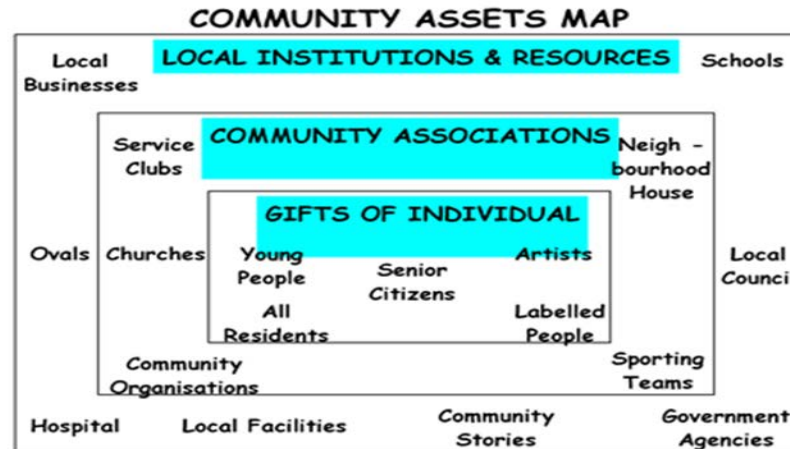 COMMUNITY ASSETS MAP
Local
Businesses
LOCAL INSTITUTIONS & RESOURCES
Schools
Service
Clubs
COMMUNITY ASSOCIATIONS
Neigh -
bourhood
House
GIFTS OF INDIVIDUAL
Ovals
Churches
Young
People
Senior
Citizens
Artists
Local
Counci
All
Residents
Labelled
People
Community
Organisations
Sporting
Teams
Hospital
Local Facilities
Community
Stories
Government
Agencies